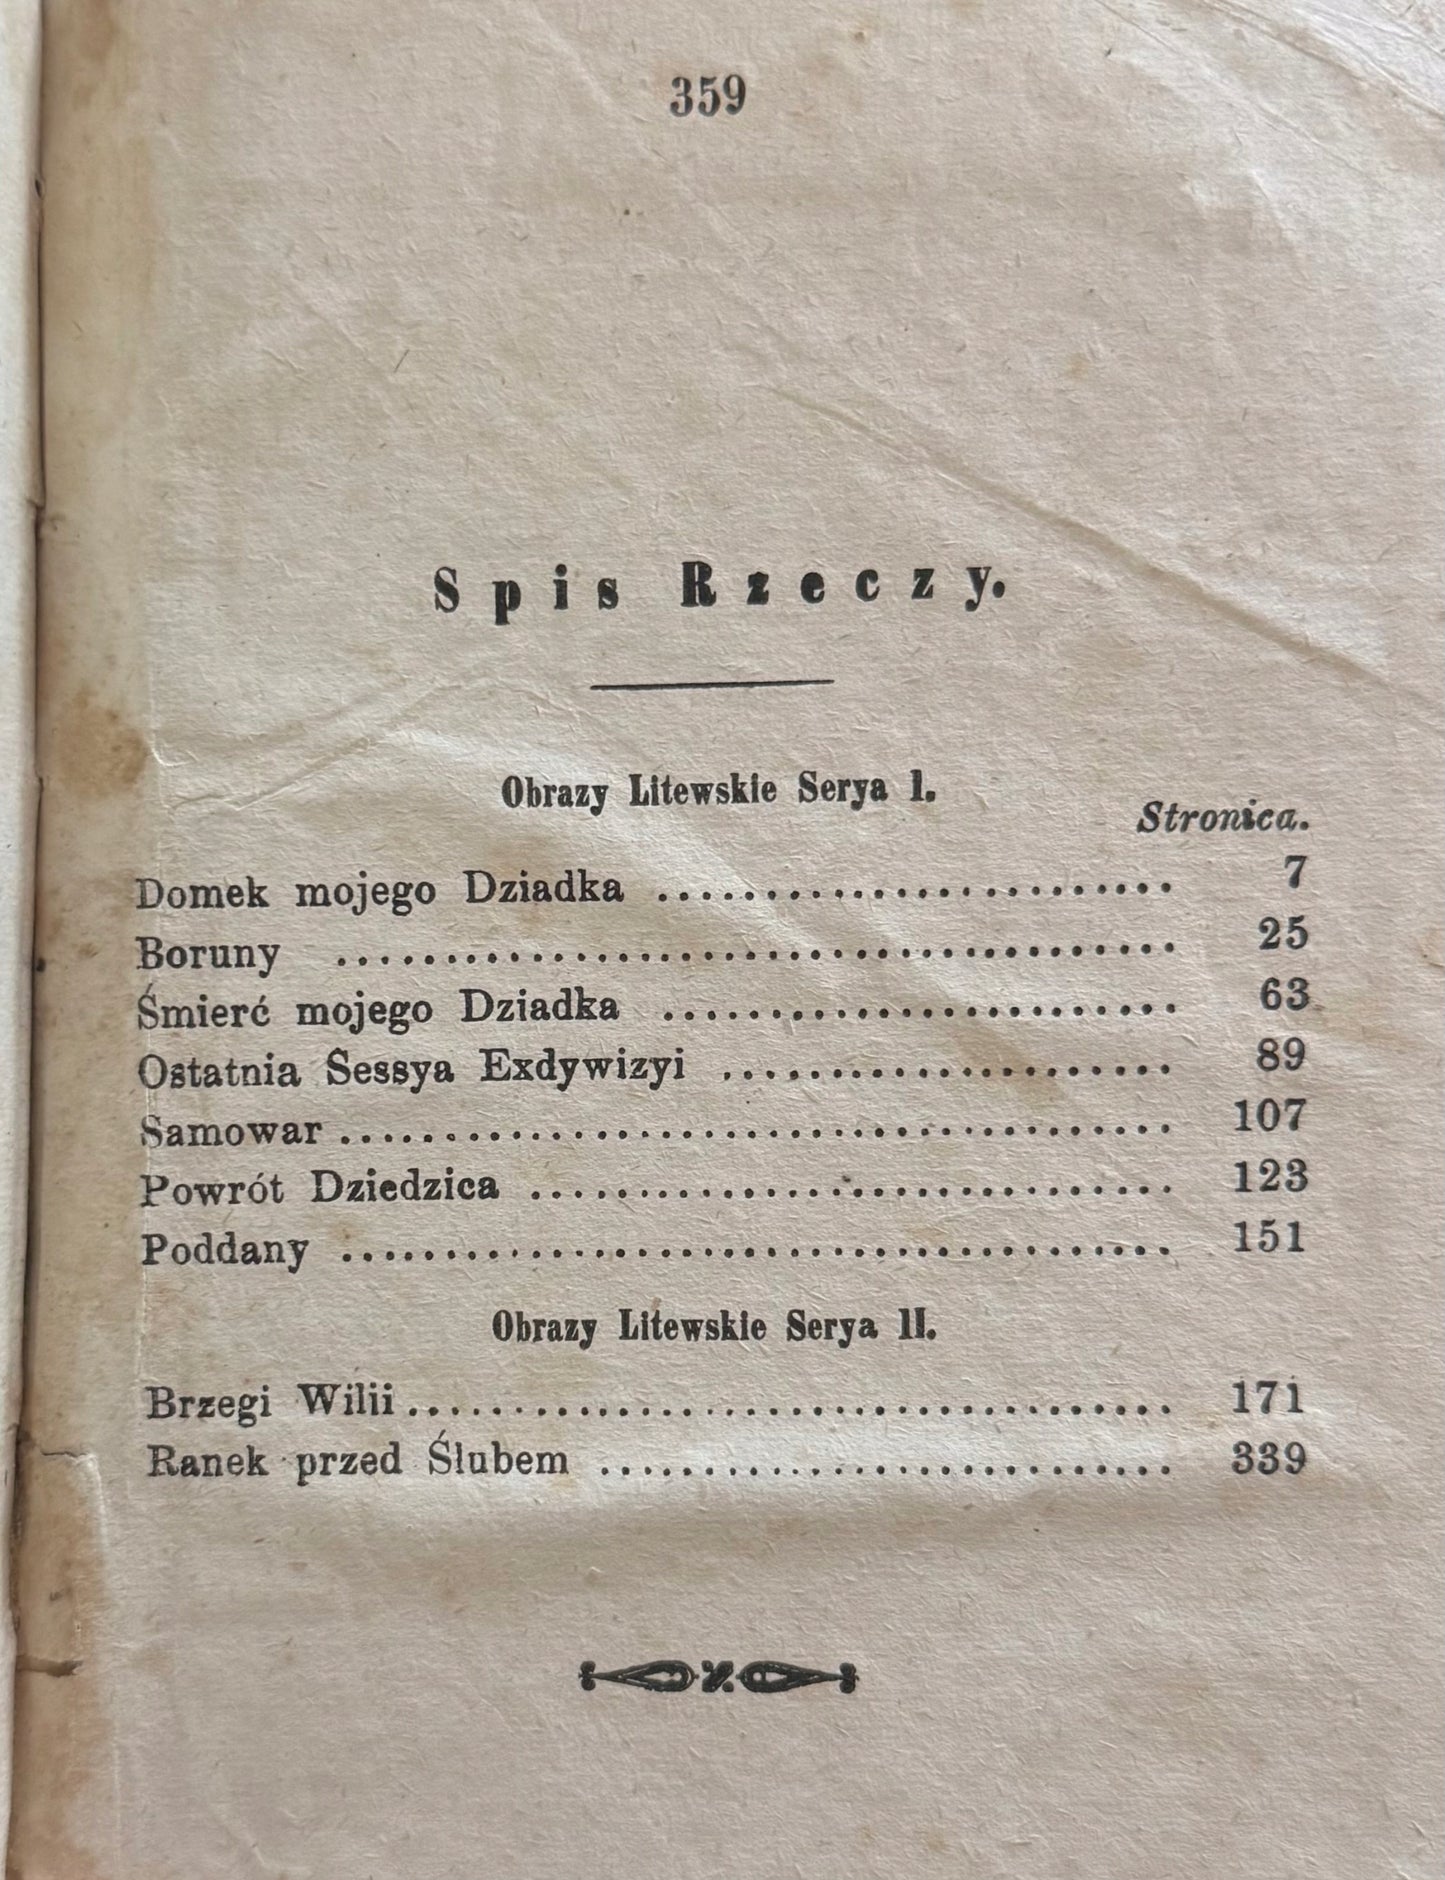 359
Spis Rzeczy.
Obrazy Litewskie Serya I.
Stronica.
Domek mojego Dziadka ........................ 7
Boruny ....................................... 25
Śmierć mojego Dziadka ........................ 63
Ostatnia Sessya Exdywizyi ..................... 89
Samowar ....................................... 107
Powrót Dziedzica .............................. 123
Poddany ....................................... 151
Obrazy Litewskie Serya II.
Brzegi Wilii .................................... 171
Ranek przed Ślubem ........................... 339